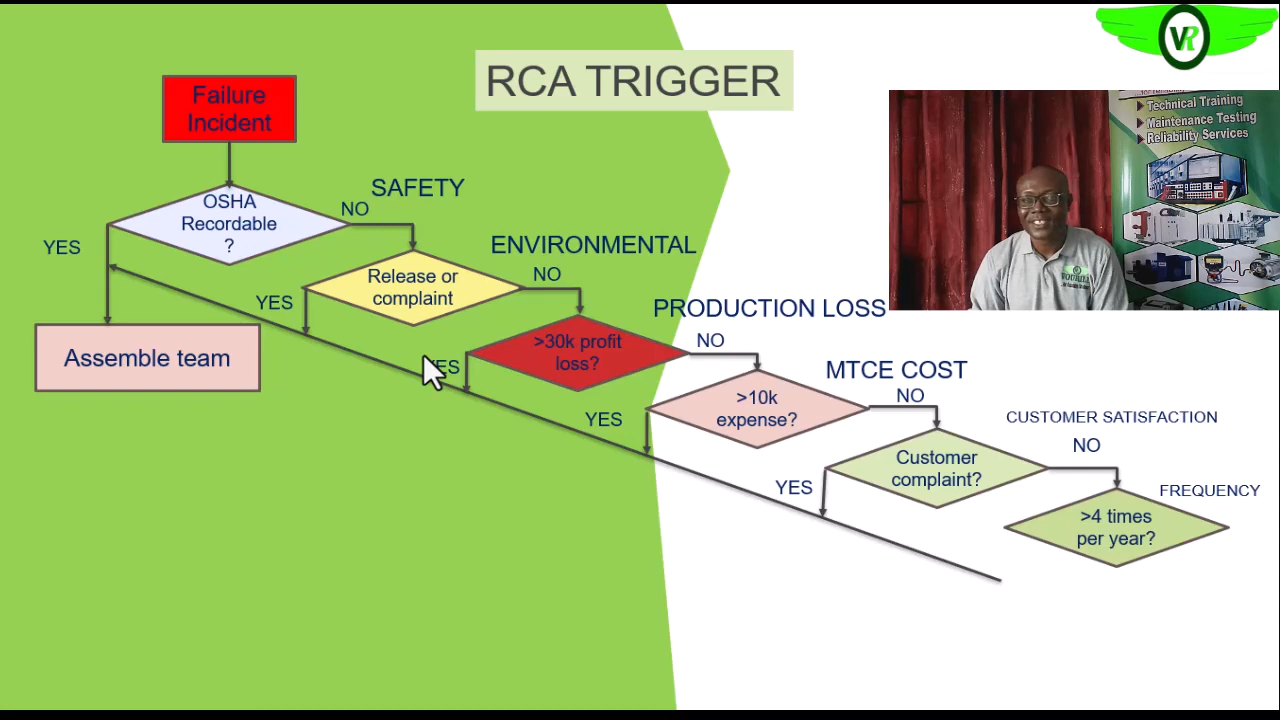 RCA TRIGGER
VR
Failure
Incident
OSHA
Recordable
?
SAFETY
NO
YES
Assemble team
ENVIRONMENTAL
Release or
complaint
NO
YES
PRODUCTION LOSS
>30k profit
loss?
NO
MTCE COST
>10k
expense?
NO
YES
CUSTOMER SATISFACTION
Customer
complaint?
NO
YES
FREQUENCY
>4 times
per year?
Technical Training
Maintenance Testing
Reliability Services